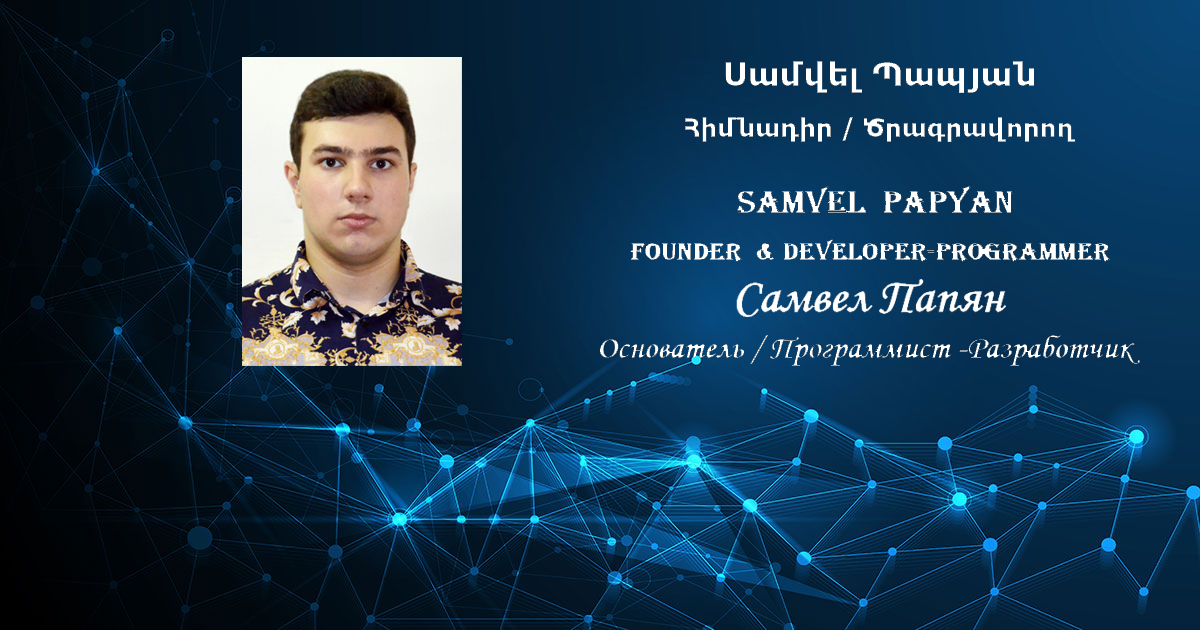 Սամվել Պապյան
Հիմնադիր / Ծրագրավորող
SAMVEL PAPYAN
FOUNDER & DEVELOPER-PROGRAMMER
Самвел Папян
Основатель / Программист -Разработчик